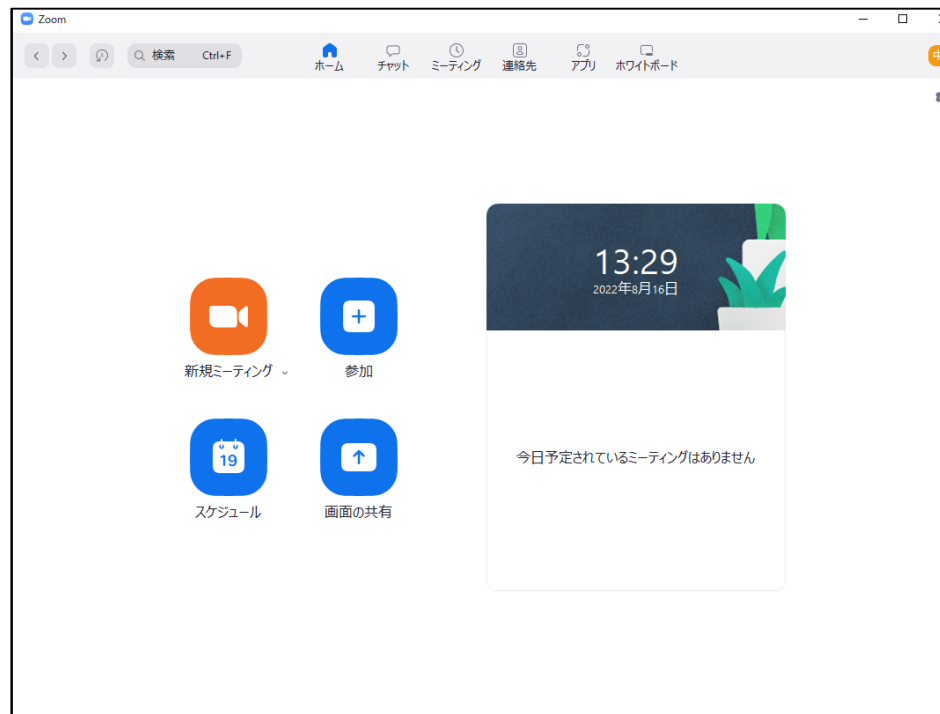 Zoom
検索 Ctrl+F
ホーム
チャット
ミーティング
連絡先
アプリ
ホワイトボード
中
13:29
2022年8月16日
新規ミーティング
参加
19
スケジュール
画面の共有
今日予定されているミーティングはありません